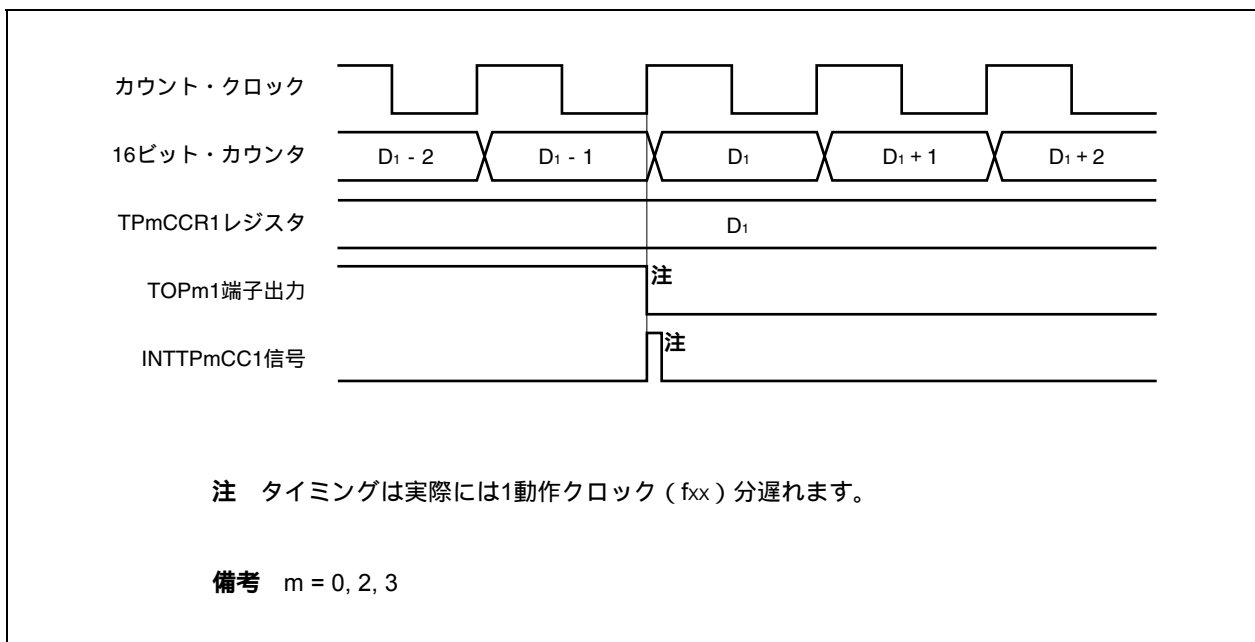 カウント・クロック
16ビット・カウンタ D1 - 2 D1 - 1 D1 D1 + 1 D1 + 2
TPmCCR1レジスタ D1
TOPm1端子出力 注
INTTPmCC1信号 注
注 タイミングは実際には1動作クロック（fxx）分遅れます。
備考 m = 0, 2, 3